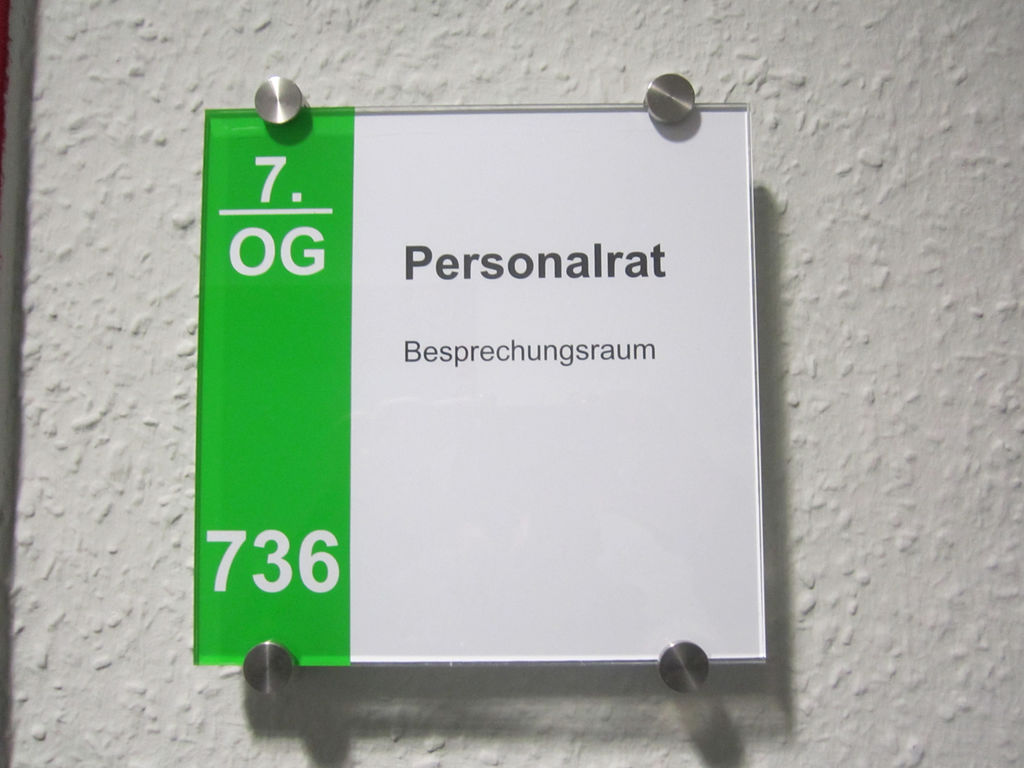 7.
OG
Personalrat
Besprechungsraum
736